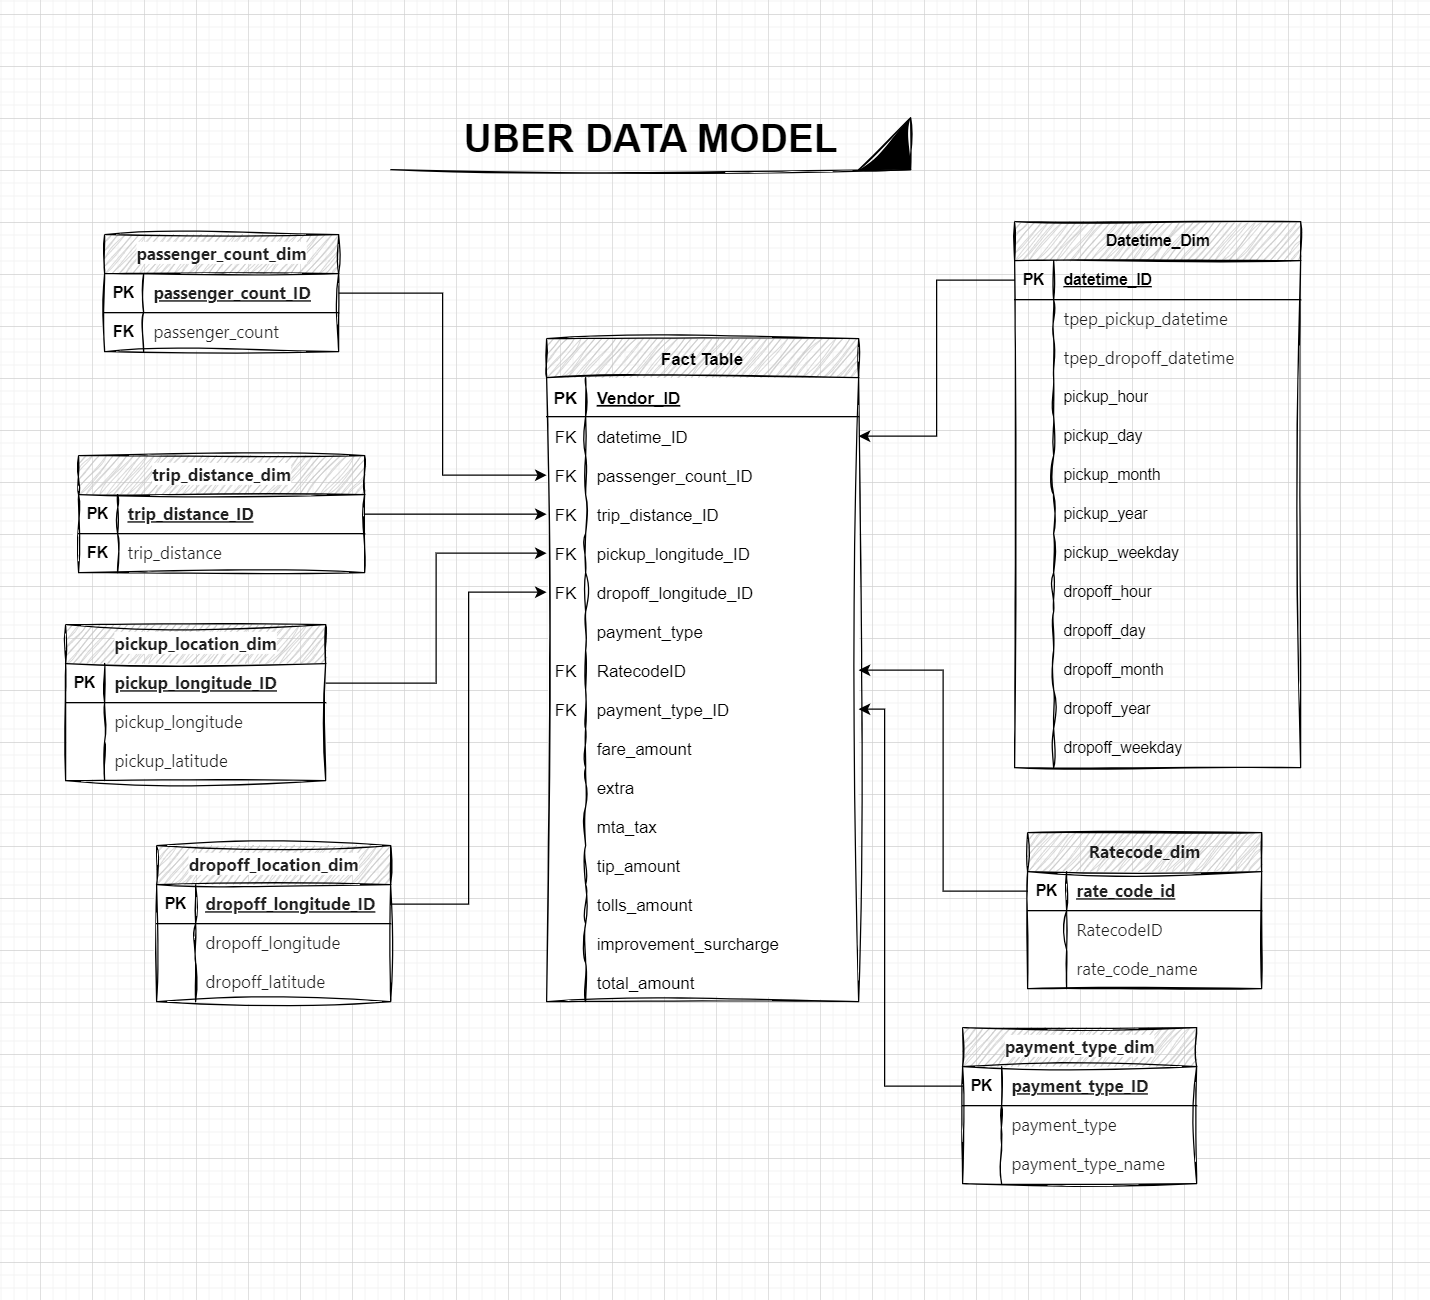 UBER DATA MODEL
passenger_count_dim
PK passenger_count_ID
FK passenger_count
trip_distance_dim
PK trip_distance_ID
FK trip_distance
pickup_location_dim
PK pickup_longitude_ID
pickup_longitude
pickup_latitude
dropoff_location_dim
PK dropoff_longitude_ID
dropoff_longitude
dropoff_latitude
Fact Table
PK Vendor_ID
FK datetime_ID
FK passenger_count_ID
FK trip_distance_ID
FK pickup_longitude_ID
FK dropoff_longitude_ID
payment_type
FK RatecodeID
FK payment_type_ID
fare_amount
extra
mta_tax
tip_amount
tolls_amount
improvement_surcharge
total_amount
Datetime_Dim
PK datetime_ID
tpep_pickup_datetime
tpep_dropoff_datetime
pickup_hour
pickup_day
pickup_month
pickup_year
pickup_weekday
dropoff_hour
dropoff_day
dropoff_month
dropoff_year
dropoff_weekday
Ratecode_dim
PK rate_code_id
RatecodeID
rate_code_name
payment_type_dim
PK payment_type_ID
payment_type
payment_type_name